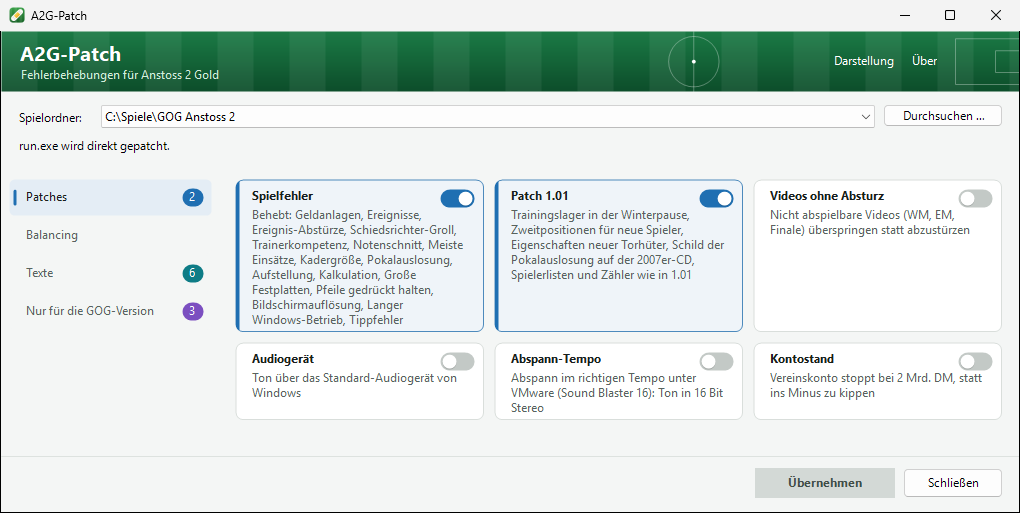 A2G-Patch
A2G-Patch
Fehlerbehebungen für Anstoss 2 Gold
Darstellung
Über
Spielordner:
C:\Spiele\GOG Anstoss 2
Durchsuchen ...
run.exe wird direkt gepatcht.
Patches
2
Balancing
Texte
6
Nur für die GOG-Version
3
Spielfehler
Behebt: Geldanlagen, Ereignisse,
Ereignis-Abstürze, Schiedsrichter-Groll,
Trainerkompetenz, Notenschnitt, Meiste
Einsätze, Kadergröße, Pokalauslosung,
Aufstellung, Kalkulation, Große
Festplatten, Pfeile gedrückt halten,
Bildschirmauflösung, Langer
Windows-Betrieb, Tippfehler
Patch 1.01
Trainingslager in der Winterpause,
Zweitpositionen für neue Spieler,
Eigenschaften neuer Torhüter, Schild der
Pokalauslosung auf der 2007er-CD,
Spielerlisten und Zähler wie in 1.01
Videos ohne Absturz
Nicht abspielbare Videos (WM, EM,
Finale) überspringen statt abzustürzen
Audiogerät
Ton über das Standard-Audiogerät von
Windows
Abspann-Tempo
Abspann im richtigen Tempo unter
VMware (Sound Blaster 16): Ton in 16 Bit
Stereo
Kontostand
Vereinskonto stoppt bei 2 Mrd. DM, statt
ins Minus zu kippen
Übernehmen
Schließen